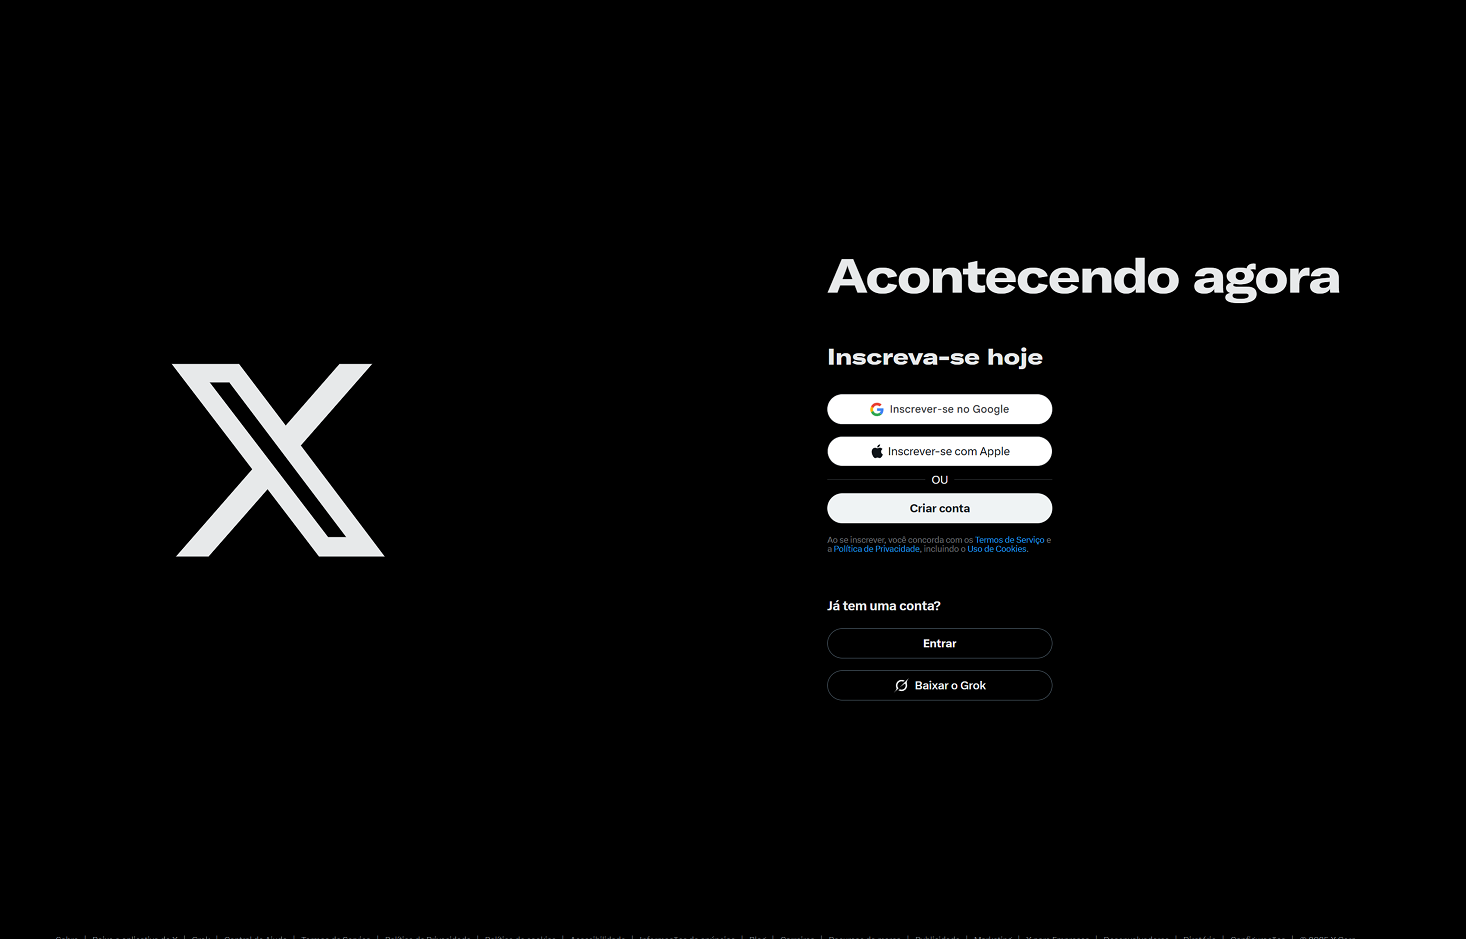 Acontecendo agora
Inscreva-se hoje
Inscrever-se no Google
Inscrever-se com Apple
OU
Criar conta
Ao se inscrever, você concorda com os Termos de Serviço e
a Política de Privacidade, incluindo o Uso de Cookies.
Já tem uma conta?
Entrar
Baixar o Grok